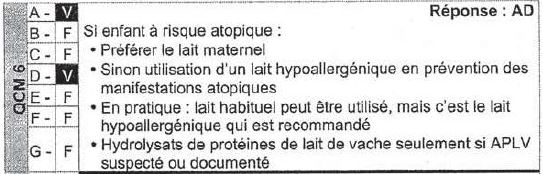 QCM 6
A - V
B - F
C - F
D - V
E - F
F - F
G - F
Réponse : AD
Si enfant à risque atopique :
• Préférer le lait maternel
• Sinon utilisation d'un lait hypoallergénique en prévention des
manifestations atopiques
• En pratique : lait habituel peut être utilisé, mais c'est le lait
hypoallergénique qui est recommandé
• Hydrolysats de protéines de lait de vache seulement si APLV
suspecté ou documenté